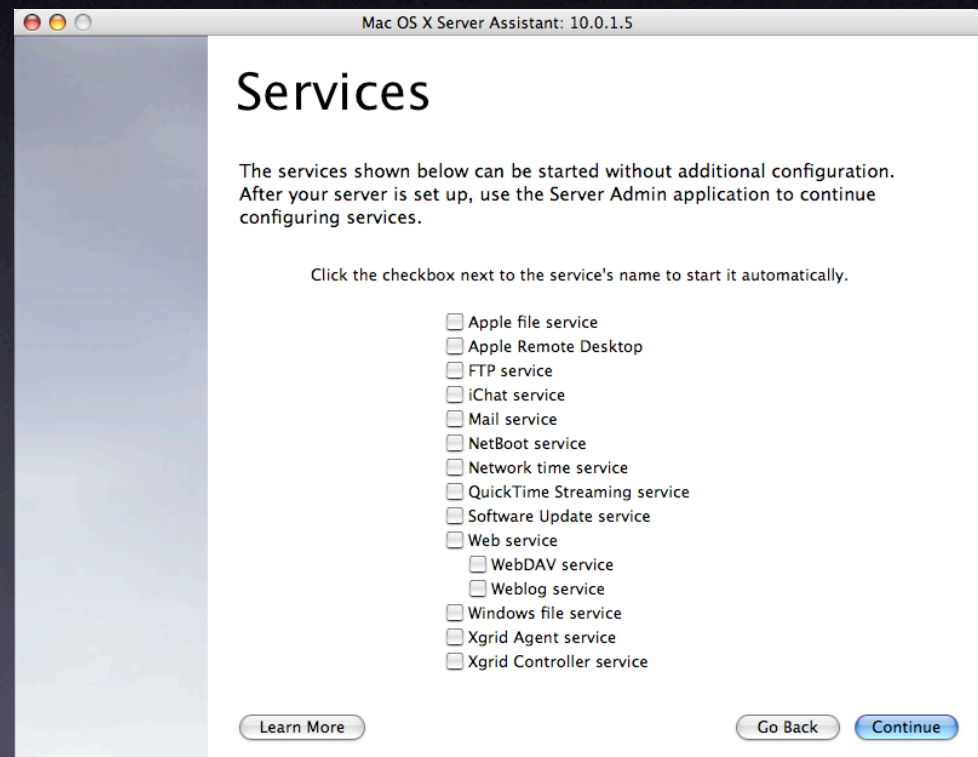 Mac OS X Server Assistant: 10.0.1.5
Services
The services shown below can be started without additional configuration.
After your server is set up, use the Server Admin application to continue
configuring services.
Click the checkbox next to the service's name to start it automatically.
Apple file service
Apple Remote Desktop
FTP service
iChat service
Mail service
NetBoot service
Network time service
QuickTime Streaming service
Software Update service
Web service
WebDAV service
Weblog service
Windows file service
Xgrid Agent service
Xgrid Controller service
Learn More
Go Back
Continue